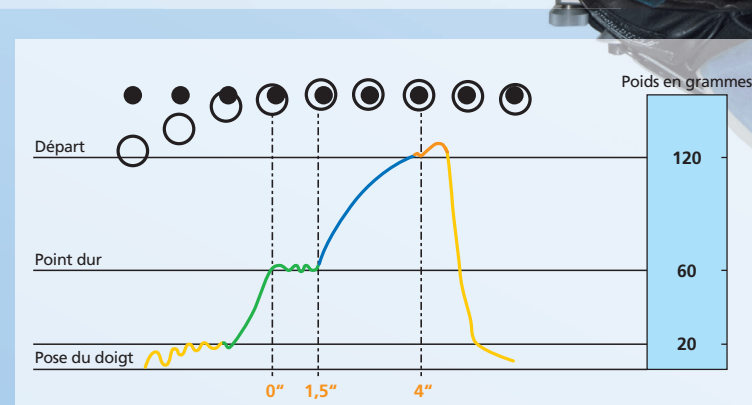 Poids en grammes
Départ
120
Point dur
60
20
Pose du doigt
0“ 1,5“ 4“